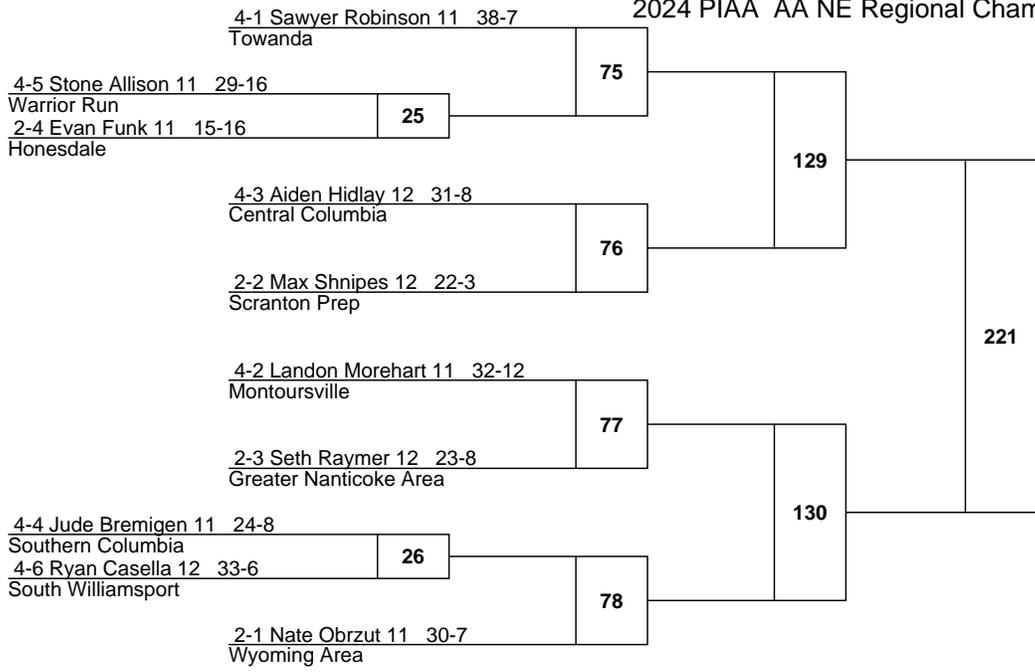 2024 PIAA AA NE Regional
4-1 Sawyer Robinson 11 38-7
Towanda
75
4-5 Stone Allison 11 29-16
Warrior Run
25
2-4 Evan Funk 11 15-16
Honesdale
129
4-3 Aiden Hidlay 12 31-8
Central Columbia
76
2-2 Max Shnipes 12 22-3
Scranton Prep
221
4-2 Landon Morehart 11 32-12
Montoursville
77
2-3 Seth Raymer 12 23-8
Greater Nanticoke Area
130
4-4 Jude Bremigen 11 24-8
Southern Columbia
26
4-6 Ryan Casella 12 33-6
South Williamsport
78
2-1 Nate Obrzut 11 30-7
Wyoming Area